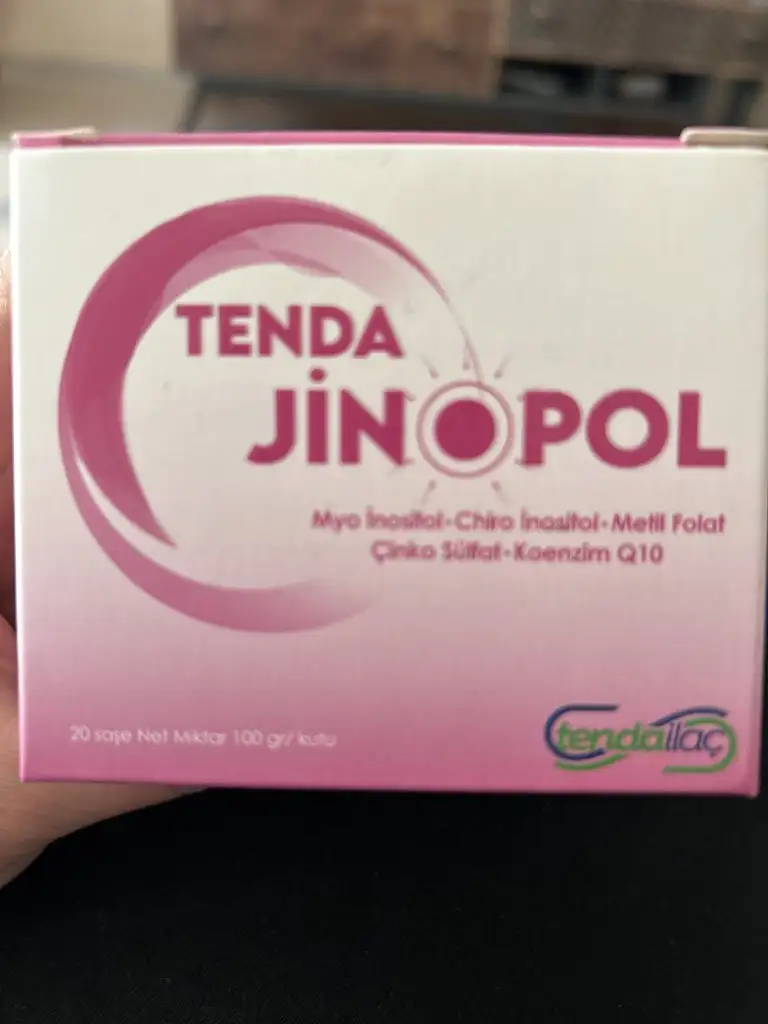 TENDA
JİNOPOL
Myo İnositol-Chiro İnositol-Metil Folat
Çinko Sülfat-Koenzim Q10
20 saşe Net Miktar 100 gr/ kutu
tendailaç